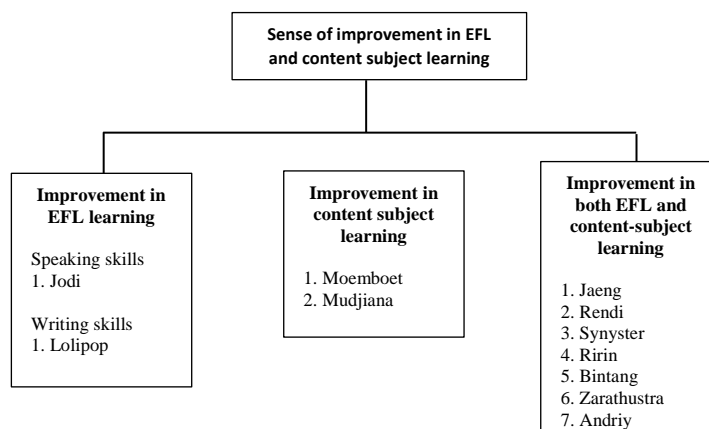 Sense of improvement in EFL
and content subject learning
Improvement in
EFL learning
Speaking skills
1. Jodi
Writing skills
1. Lolipop
Improvement in
content subject
learning
1. Moemboet
2. Mudjiana
Improvement in
both EFL and
content-subject
learning
1. Jaeng
2. Rendi
3. Synyster
4. Ririn
5. Bintang
6. Zarathustra
7. Andriy